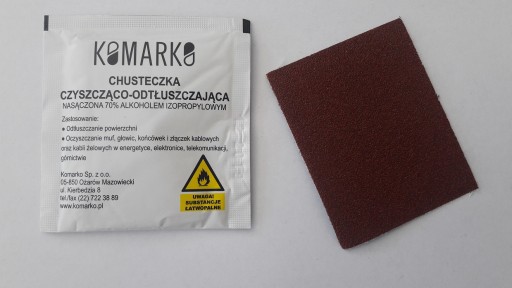 KOMARKO
CHUSTECZKA
CZYSZCZĄCO-ODTŁUSZCZAJĄCA
NASĄCZONA 70% ALKOHOLEM IZOPROPYLOWYM
Zastosowanie:
• Odtłuszczanie powierzchni
• Oczyszczanie muf, głowic, końcówek i złączek kablowych
oraz kabli żelowych w energetyce, elektronice, telekomunikacji,
górnictwie
Komarko Sp. z o.o.
05-850 Ożarów Mazowiecki
ul. Kierbedzia 8
tel./fax (22) 722 38 89
www.komarko.pl
UWAGA!
SUBSTANCJE
ŁATWOPALNE